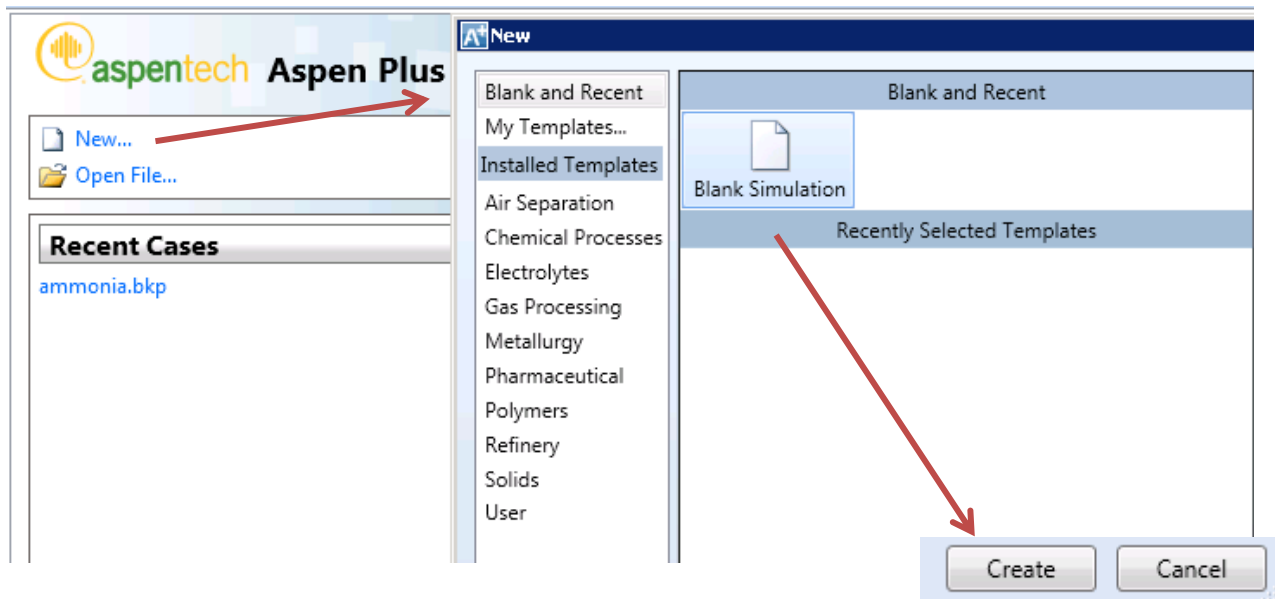 aspentech Aspen Plus
New...
Open File...
Recent Cases
ammonia.bkp
New
Blank and Recent
My Templates...
Installed Templates
Air Separation
Chemical Processes
Electrolytes
Gas Processing
Metallurgy
Pharmaceutical
Polymers
Refinery
Solids
User
Blank and Recent
Blank Simulation
Recently Selected Templates
Create Cancel